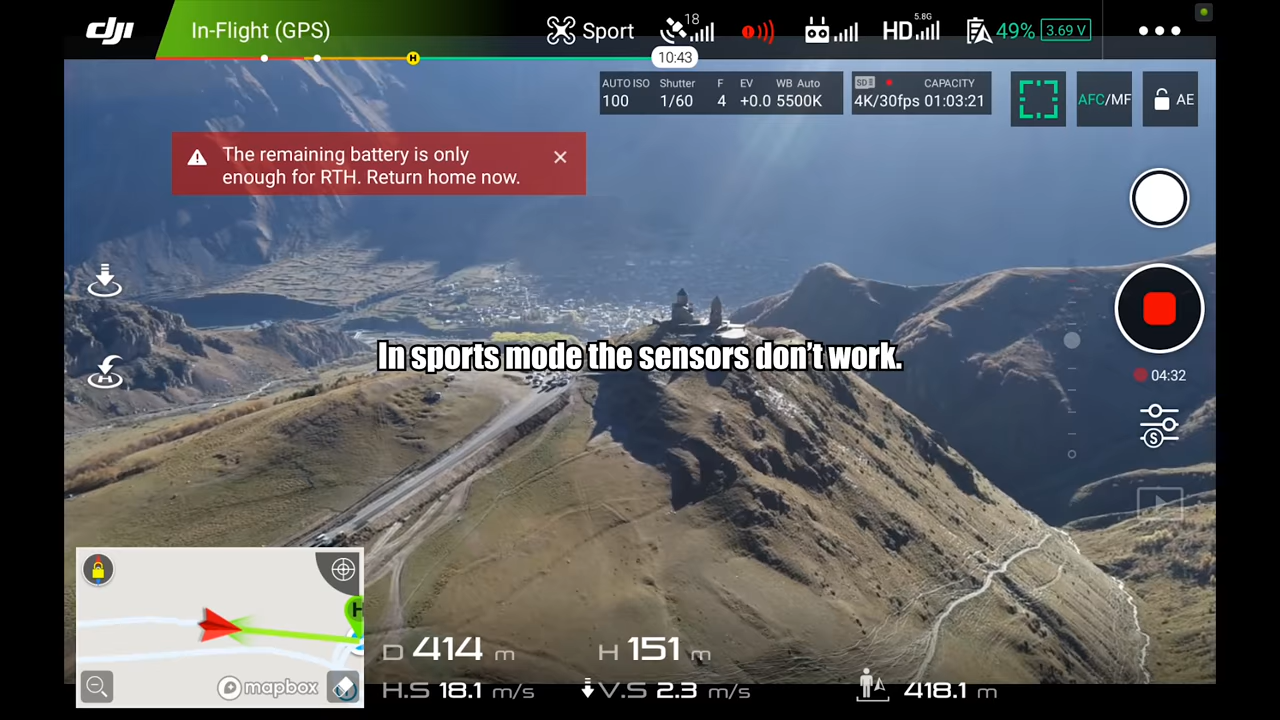 dji In-Flight (GPS) Sport 18 HD 5.8G 49% 3.69 V
H 10:43
AUTO ISO Shutter F EV WB Auto
100 1/60 4 +0.0 5500K
SD CAPACITY
4K/30fps 01:03:21
AFC/MF
AE
The remaining battery is only
enough for RTH. Return home now.
H
In sports mode the sensors don't work.
04:32
S
H
mapbox
D 414 m H 151 m
H.S 18.1 m/s V.S 2.3 m/s 418.1 m